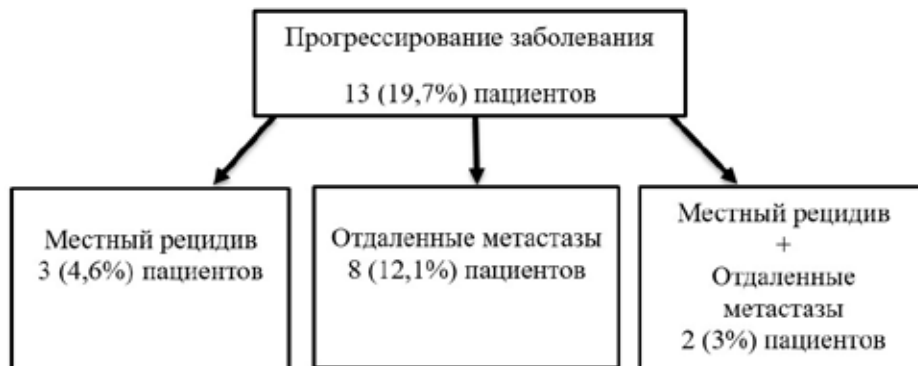 Прогрессирование заболевания
13 (19,7%) пациентов
Местный рецидив
3 (4,6%) пациентов
Отдаленные метастазы
8 (12,1%) пациентов
Местный рецидив
+
Отдаленные
метастазы
2 (3%) пациентов